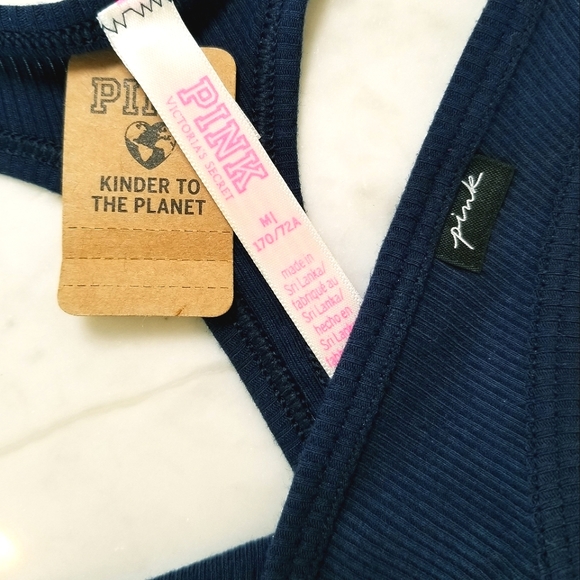 PINK
KINDER TO
THE PLANET
PINK
VICTORIA'S SECRET
M|
170/72A
made in
Sri Lanka/
fabriqué au
Sri Lanka/
hecho en
Sri Lanka
pink